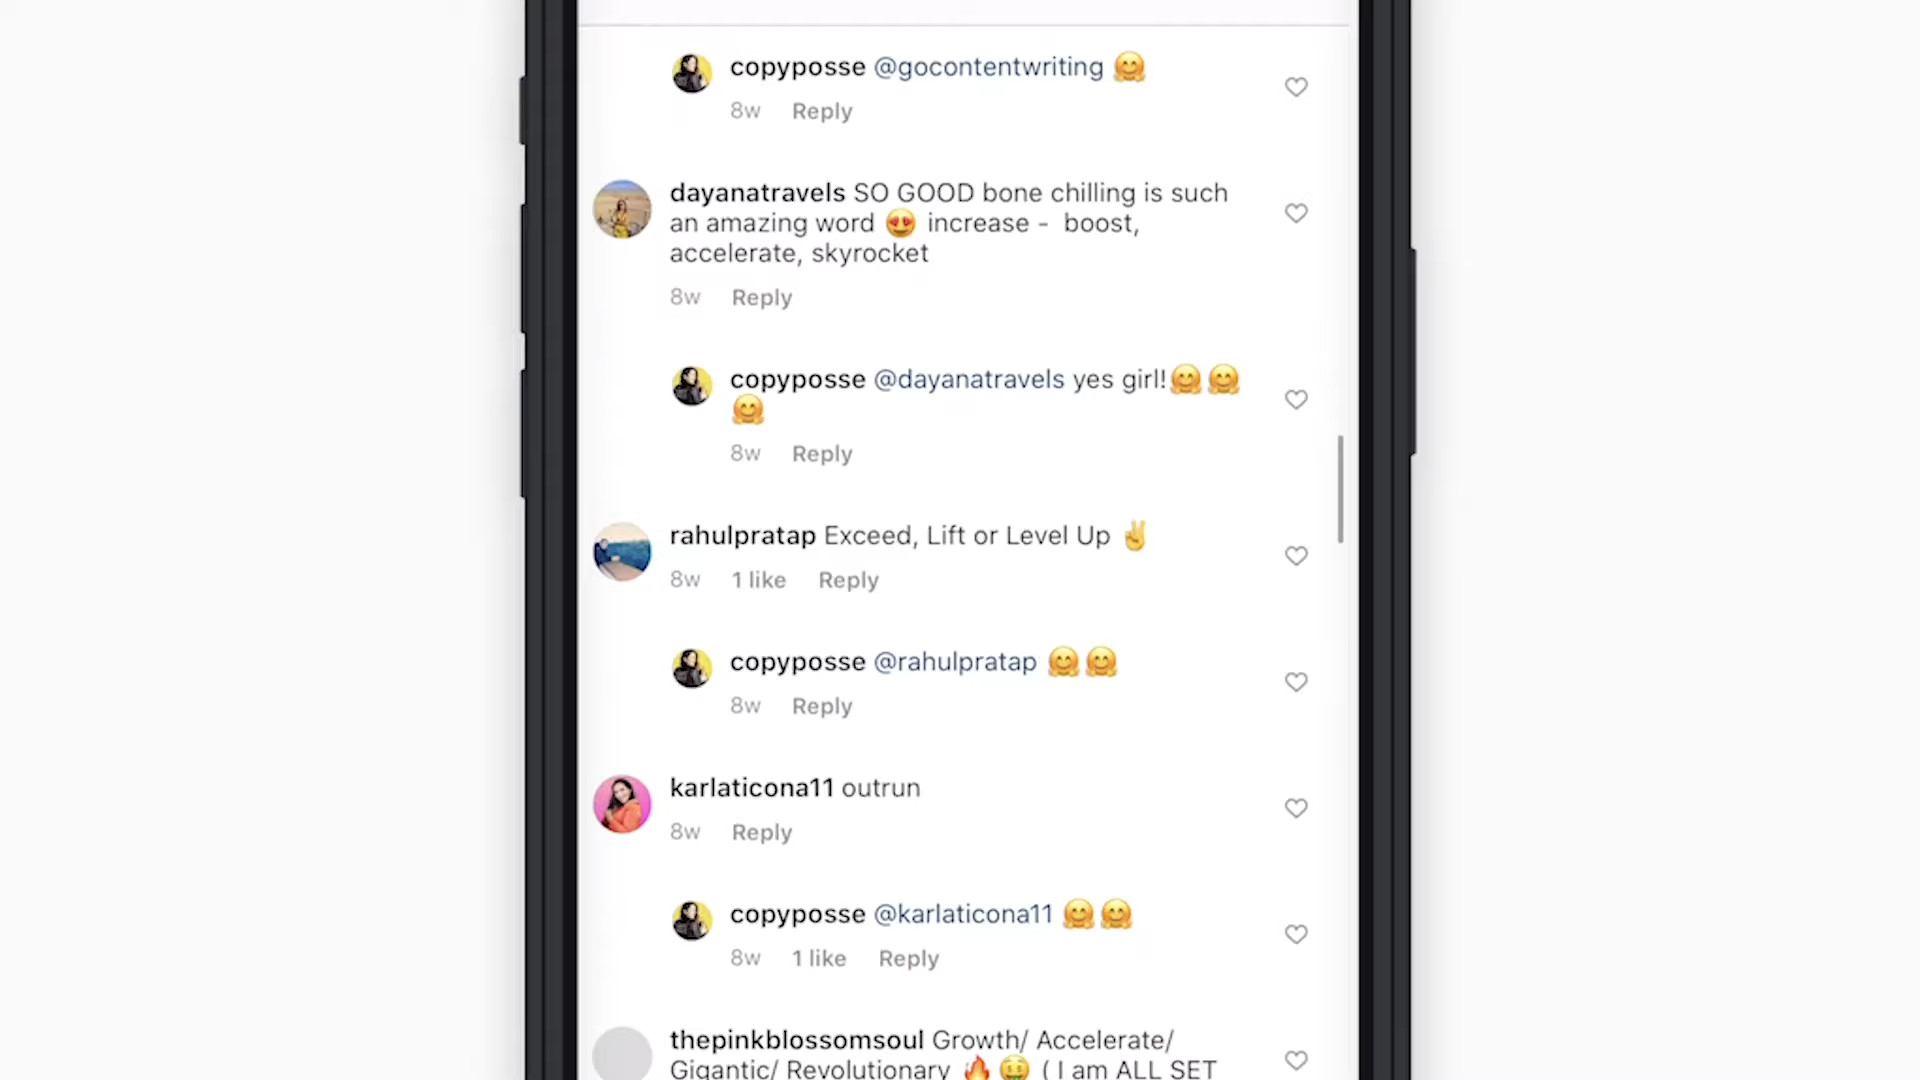 copyposse @gocontentwriting 🤗
8w Reply
dayanatravels SO GOOD bone chilling is such
an amazing word 😍 increase - boost,
accelerate, skyrocket
8w Reply
copyposse @dayanatravels yes girl!🤗🤗
🤗
8w Reply
rahulpratap Exceed, Lift or Level Up ✌️
8w 1 like Reply
copyposse @rahulpratap 🤗🤗
8w Reply
karlaticona11 outrun
8w Reply
copyposse @karlaticona11 🤗🤗
8w 1 like Reply
thepinkblossomsoul Growth/ Accelerate/
Gigantic/ Revolutionary 🔥🤑 ( I am ALL SET